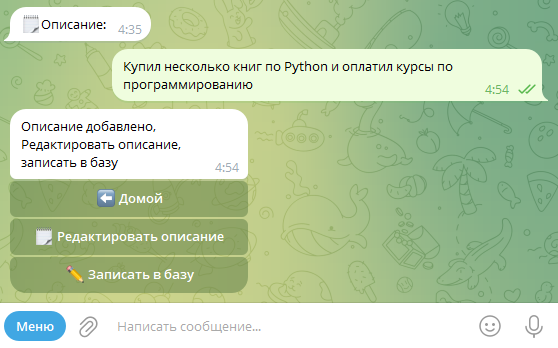 🗒Описание:
4:35
Купил несколько книг по Python и оплатил курсы по
программированию
4:54
Описание добавлено,
Редактировать описание,
записать в базу
4:54
⬅️ Домой
🗒 Редактировать описание
✏️ Записать в базу
Меню
Написать сообщение...